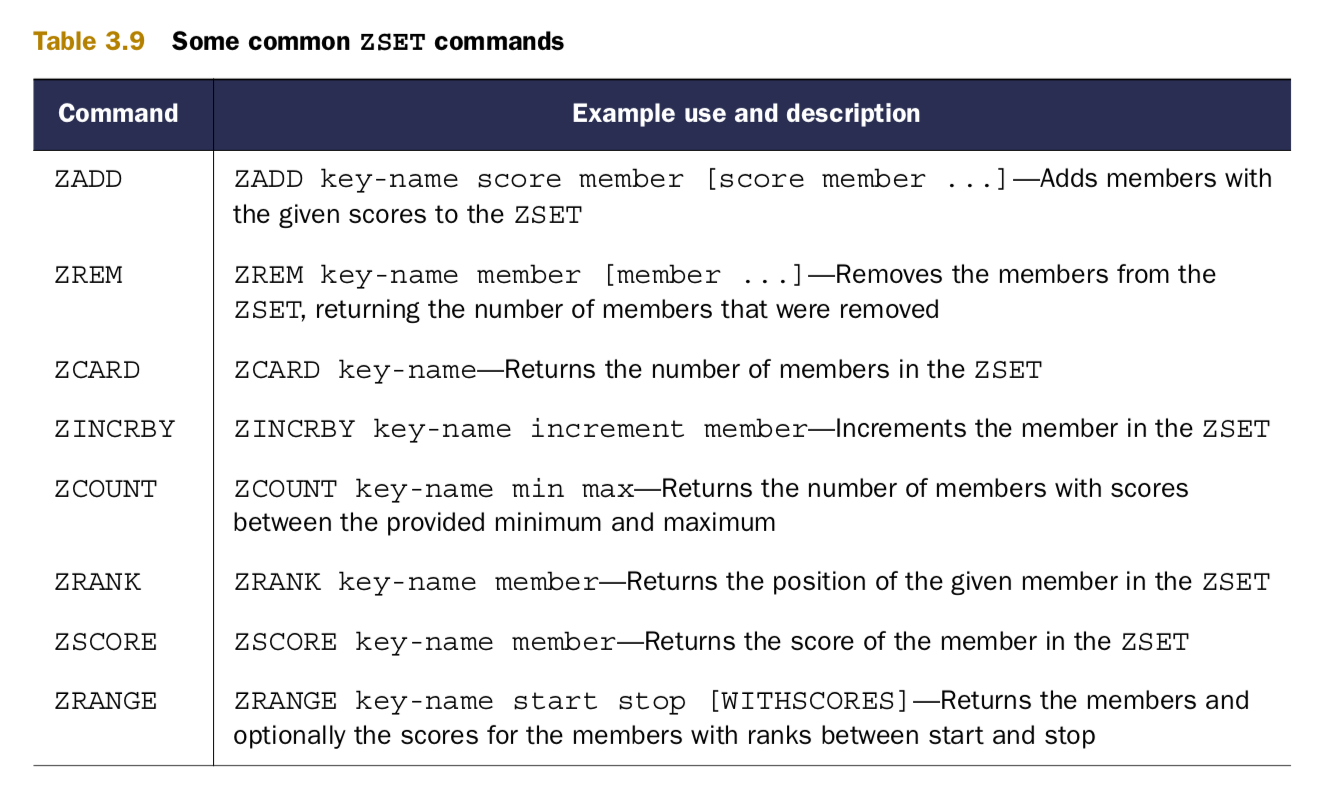 Table 3.9 Some common ZSET commands
Command Example use and description
ZADD ZADD key-name score member [score member ...]—Adds members with
the given scores to the ZSET
ZREM ZREM key-name member [member ...]—Removes the members from the
ZSET, returning the number of members that were removed
ZCARD ZCARD key-name—Returns the number of members in the ZSET
ZINCRBY ZINCRBY key-name increment member—Increments the member in the ZSET
ZCOUNT ZCOUNT key-name min max—Returns the number of members with scores
between the provided minimum and maximum
ZRANK ZRANK key-name member—Returns the position of the given member in the ZSET
ZSCORE ZSCORE key-name member—Returns the score of the member in the ZSET
ZRANGE ZRANGE key-name start stop [WITHSCORES]—Returns the members and
optionally the scores for the members with ranks between start and stop